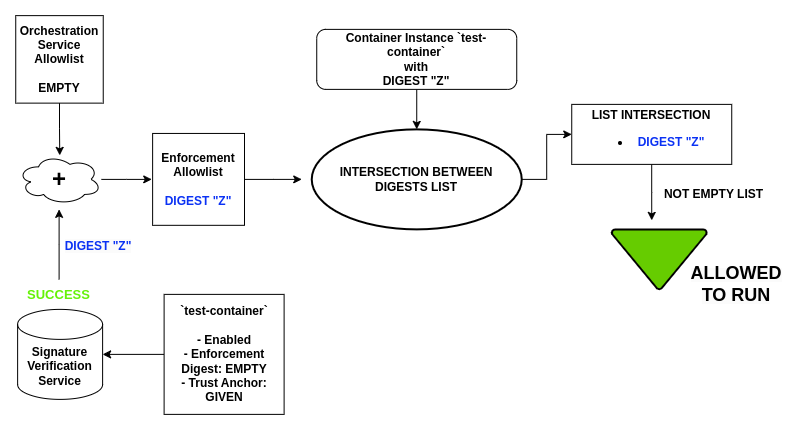 Orchestration
Service
Allowlist
EMPTY
Container Instance `test-
container`
with
DIGEST "Z"
LIST INTERSECTION
• DIGEST "Z"
+
Enforcement
Allowlist
DIGEST "Z"
INTERSECTION BETWEEN
DIGESTS LIST
NOT EMPTY LIST
DIGEST "Z"
ALLOWED
TO RUN
SUCCESS
Signature
Verification
Service
`test-container`
- Enabled
- Enforcement
Digest: EMPTY
- Trust Anchor:
GIVEN